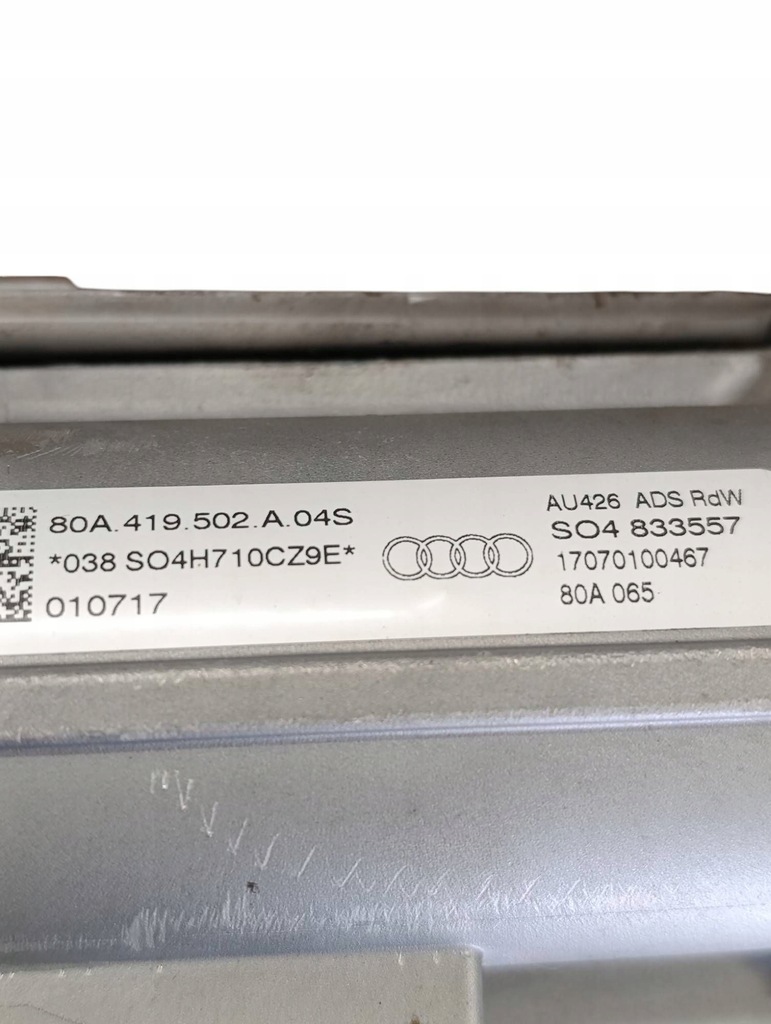 80A.419.502.A.04S
*038 SO4H710CZ9E*
010717
AU426 ADS RdW
SO4 833557
17070100467
80A 065